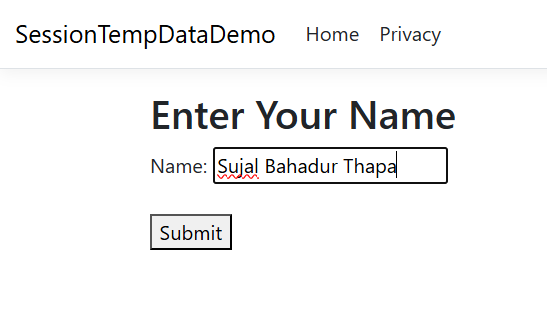 SessionTempDataDemo Home Privacy
Enter Your Name
Name: Sujal Bahadur Thapa
Submit